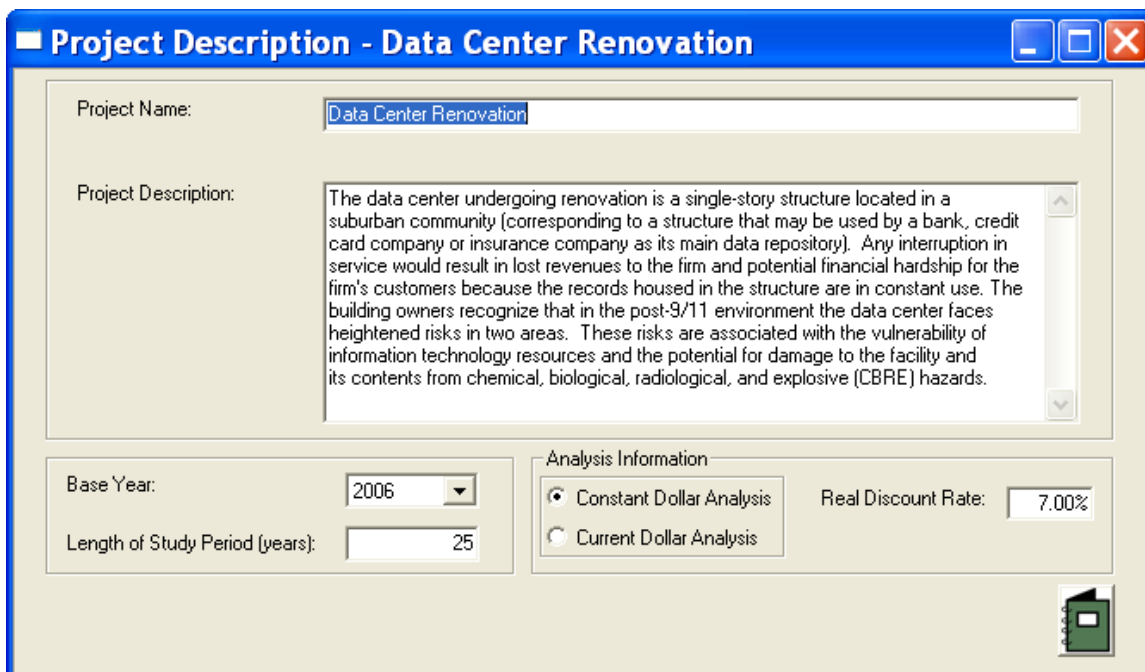 Project Description - Data Center Renovation
Project Name:
Data Center Renovation
Project Description:
The data center undergoing renovation is a single-story structure located in a
suburban community (corresponding to a structure that may be used by a bank, credit
card company or insurance company as its main data repository).  Any interruption in
service would result in lost revenues to the firm and potential financial hardship for the
firm's customers because the records housed in the structure are in constant use. The
building owners recognize that in the post-9/11 environment the data center faces
heightened risks in two areas.  These risks are associated with the vulnerability of
information technology resources and the potential for damage to the facility and
its contents from chemical, biological, radiological, and explosive (CBRE) hazards.
Base Year:
2006
Length of Study Period (years):
25
Analysis Information
Constant Dollar Analysis
Current Dollar Analysis
Real Discount Rate:
7.00%